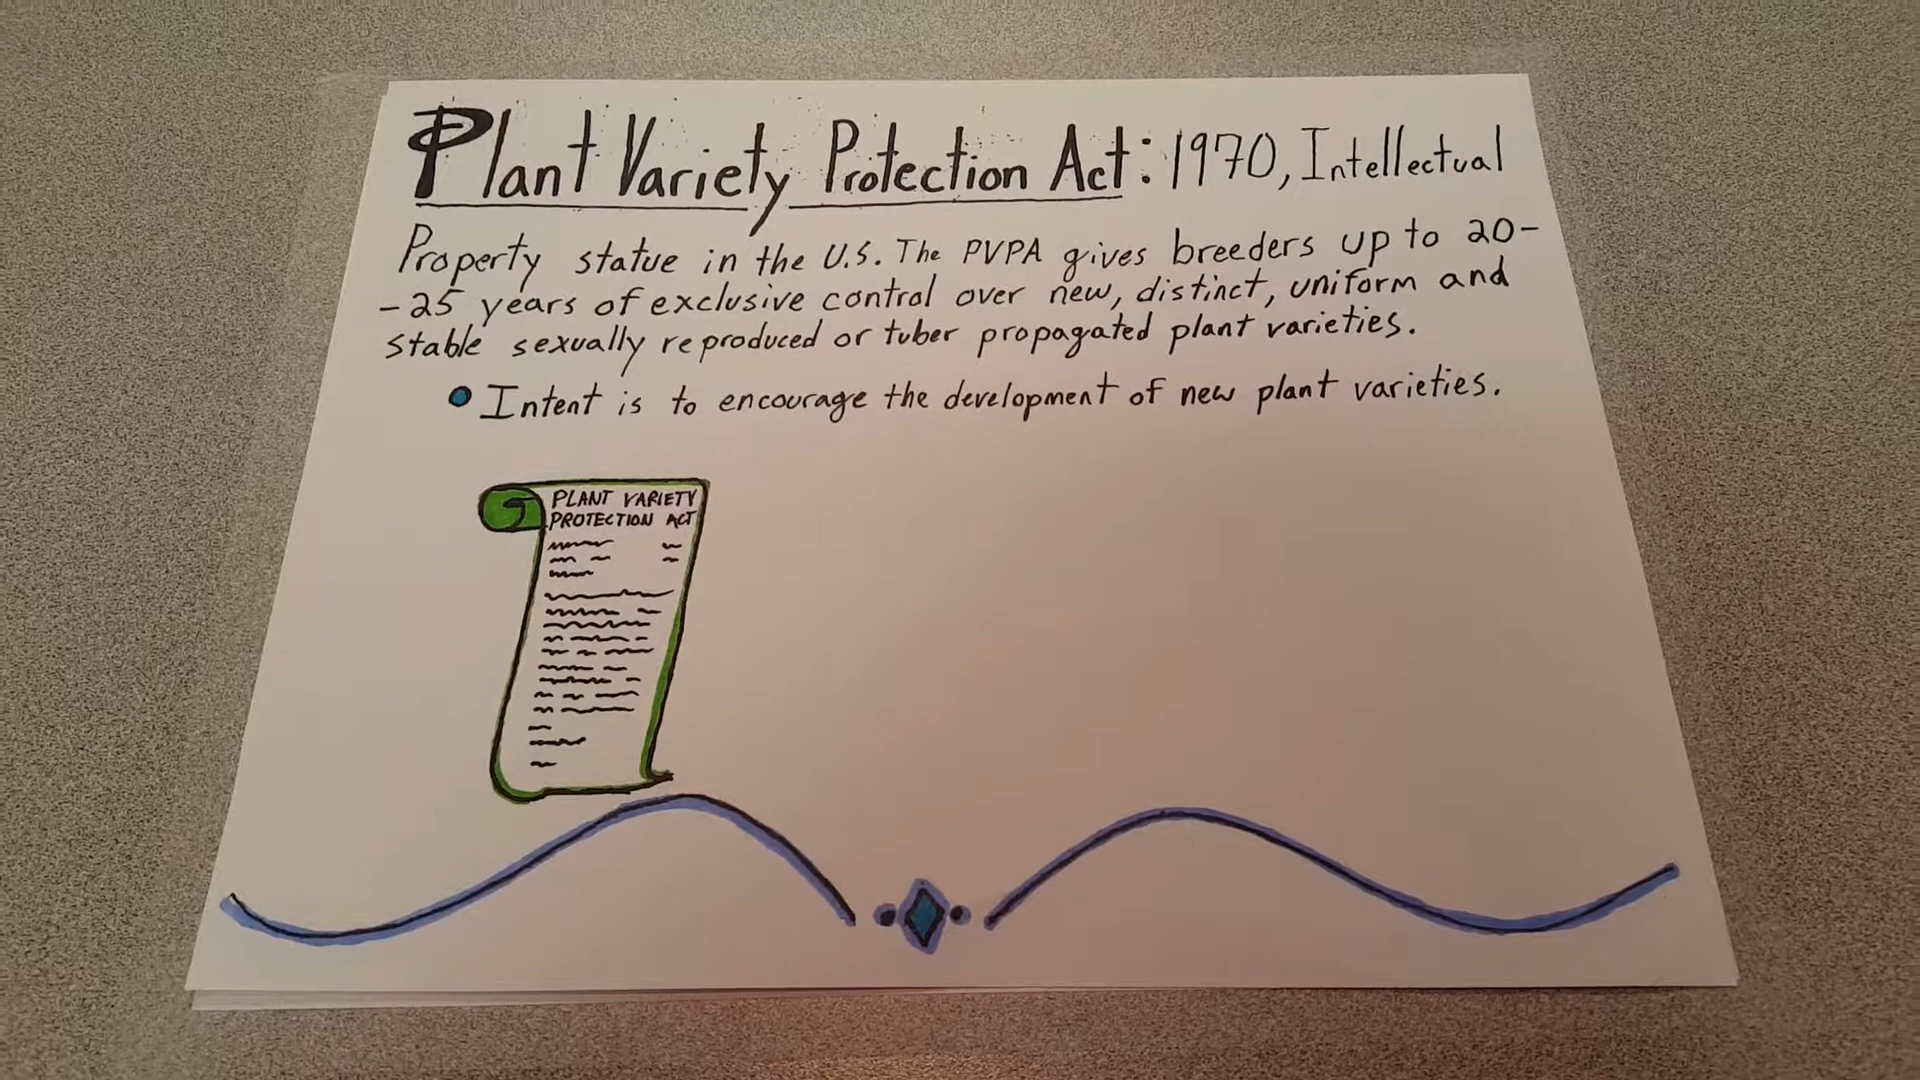 Plant Variety Protection Act: 1970, Intellectual
Property statue in the U.S. The PVPA gives breeders up to 20-
-25 years of exclusive control over new, distinct, uniform and
stable sexually reproduced or tuber propagated plant varieties.
Intent is to encourage the development of new plant varieties.
PLANT VARIETY
PROTECTION ACT